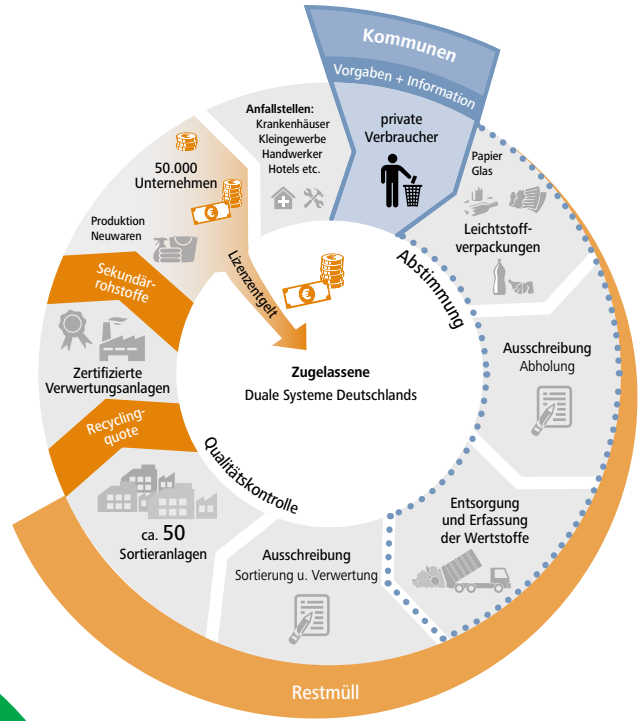 Kommunen
Vorgaben + Information
private
Verbraucher
Papier
Glas
Leichtstoff-
verpackungen
Abstimmung
Ausschreibung
Abholung
Entsorgung
und Erfassung
der Wertstoffe
Ausschreibung
Sortierung u. Verwertung
Restmüll
ca. 50
Sortieranlagen
Qualitätskontrolle
Recycling-
quote
Zertifizierte
Verwertungsanlagen
Sekundär-
rohstoffe
Produktion
Neuwaren
50.000
Unternehmen
€
Lizenzentgelt
€
Anfallstellen:
Krankenhäuser
Kleingewerbe
Handwerker
Hotels etc.
Zugelassene
Duale Systeme Deutschlands